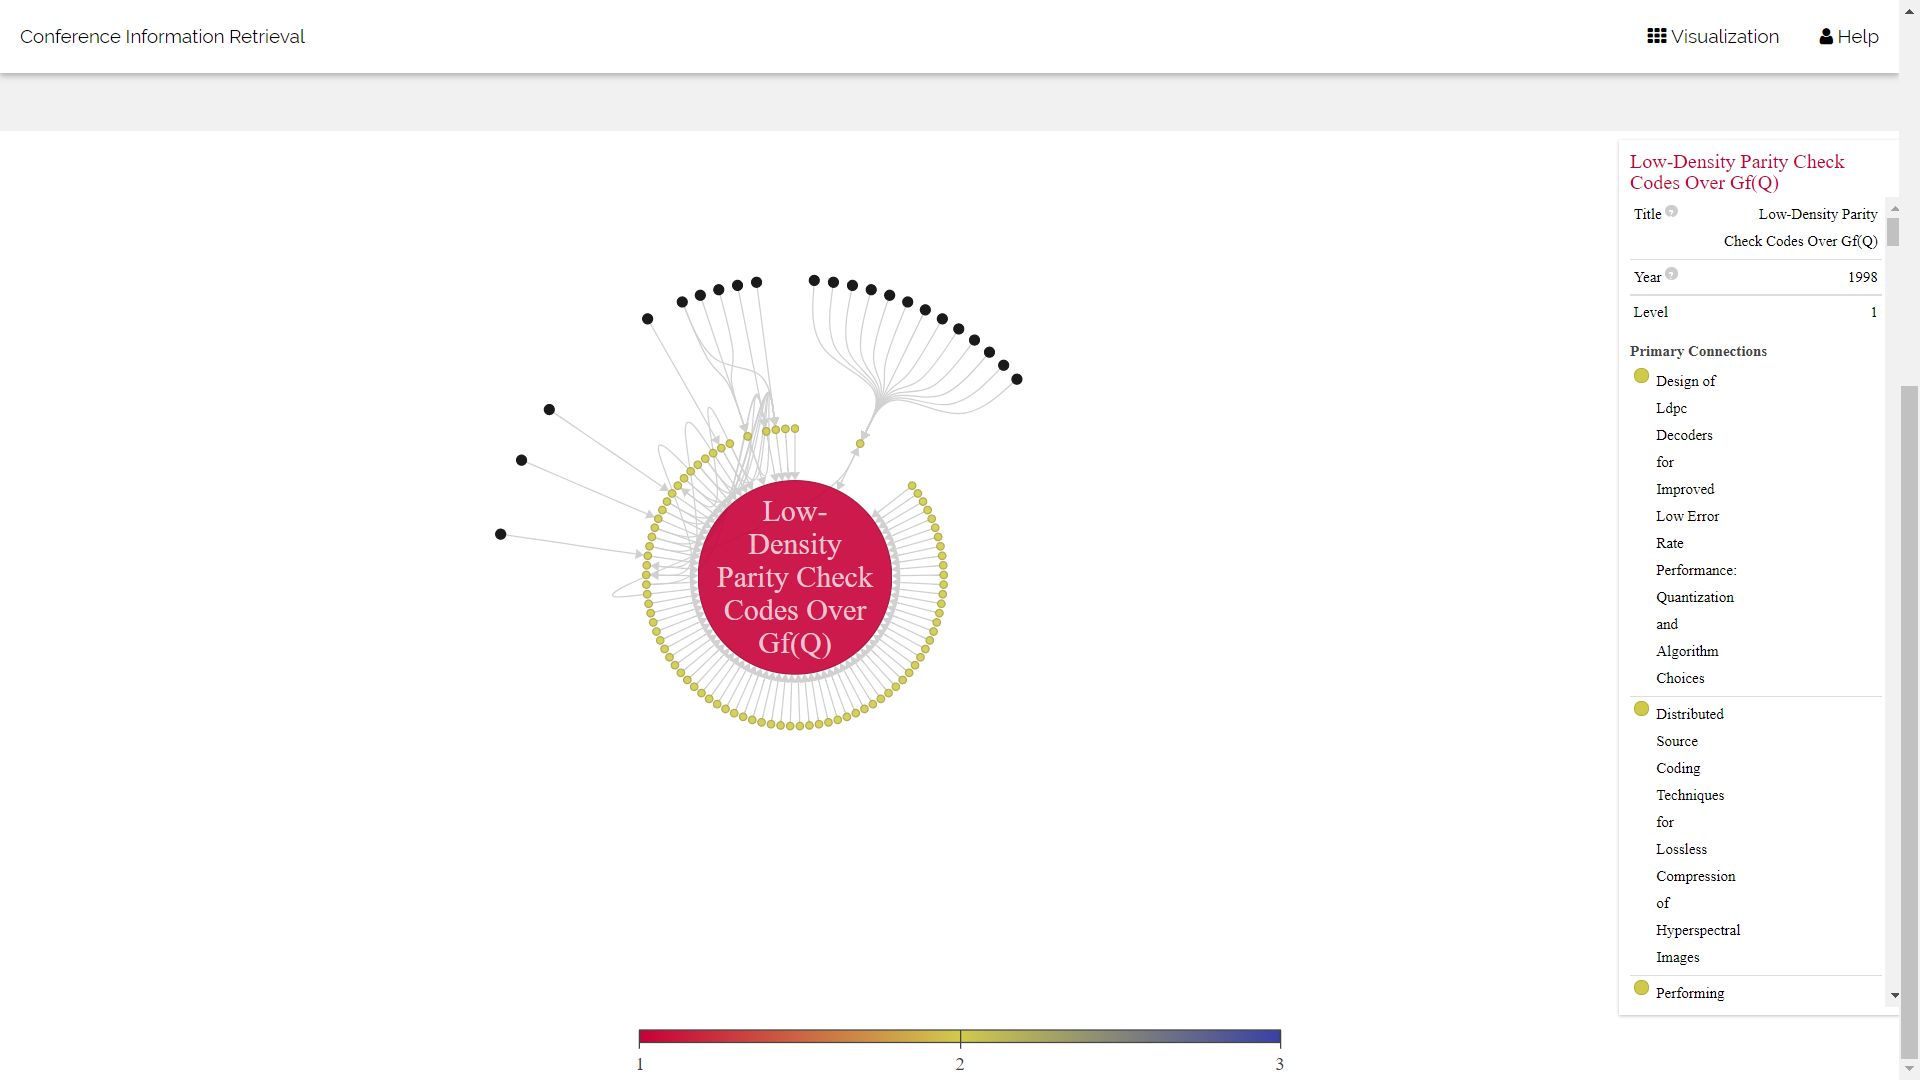 Conference Information Retrieval
Visualization
Help
Low-Density Parity Check
Codes Over Gf(Q)
Title ? Low-Density Parity
Check Codes Over Gf(Q)
Year ? 1998
Level 1
Primary Connections
Design of
Ldpc
Decoders
for
Improved
Low Error
Rate
Performance:
Quantization
and
Algorithm
Choices
Distributed
Source
Coding
Techniques
for
Lossless
Compression
of
Hyperspectral
Images
Performing
Low-
Density
Parity Check
Codes Over
Gf(Q)
1 2 3